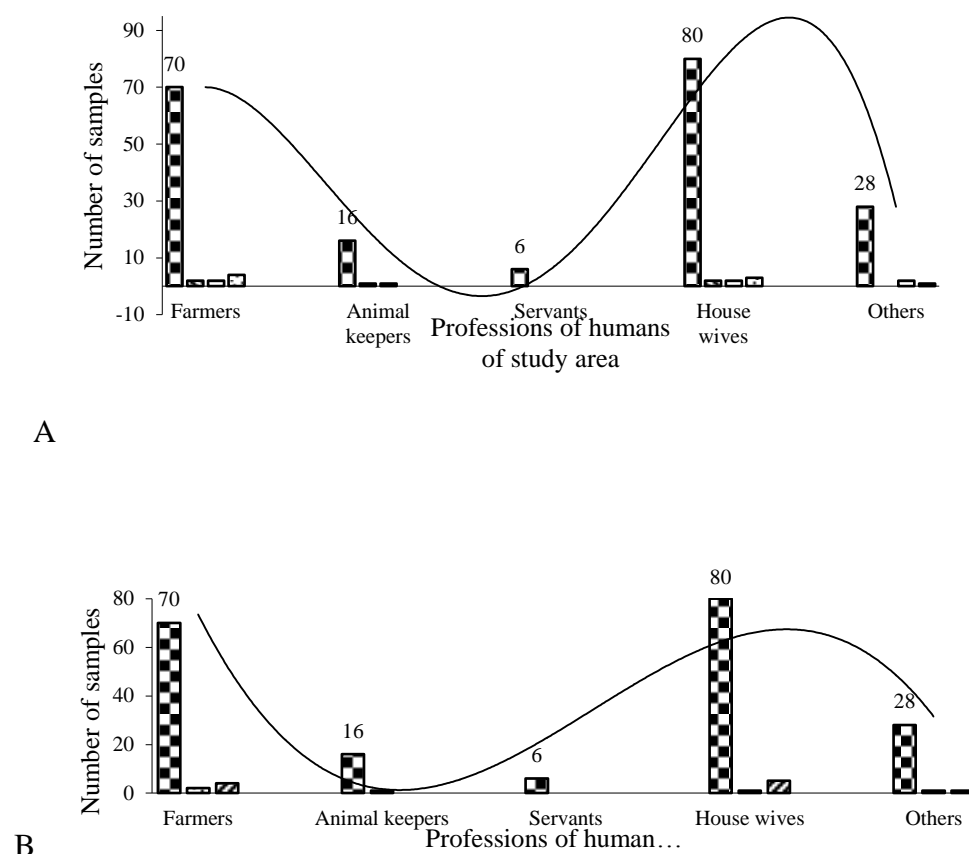 90
70
50
30
10
-10
Number of samples
70
16
6
80
28
Farmers
Animal
keepers
Servants
House
wives
Others
Professions of humans
of study area
A
80
60
40
20
0
Number of samples
70
16
6
80
28
Farmers
Animal keepers
Servants
House wives
Others
Professions of human…
B